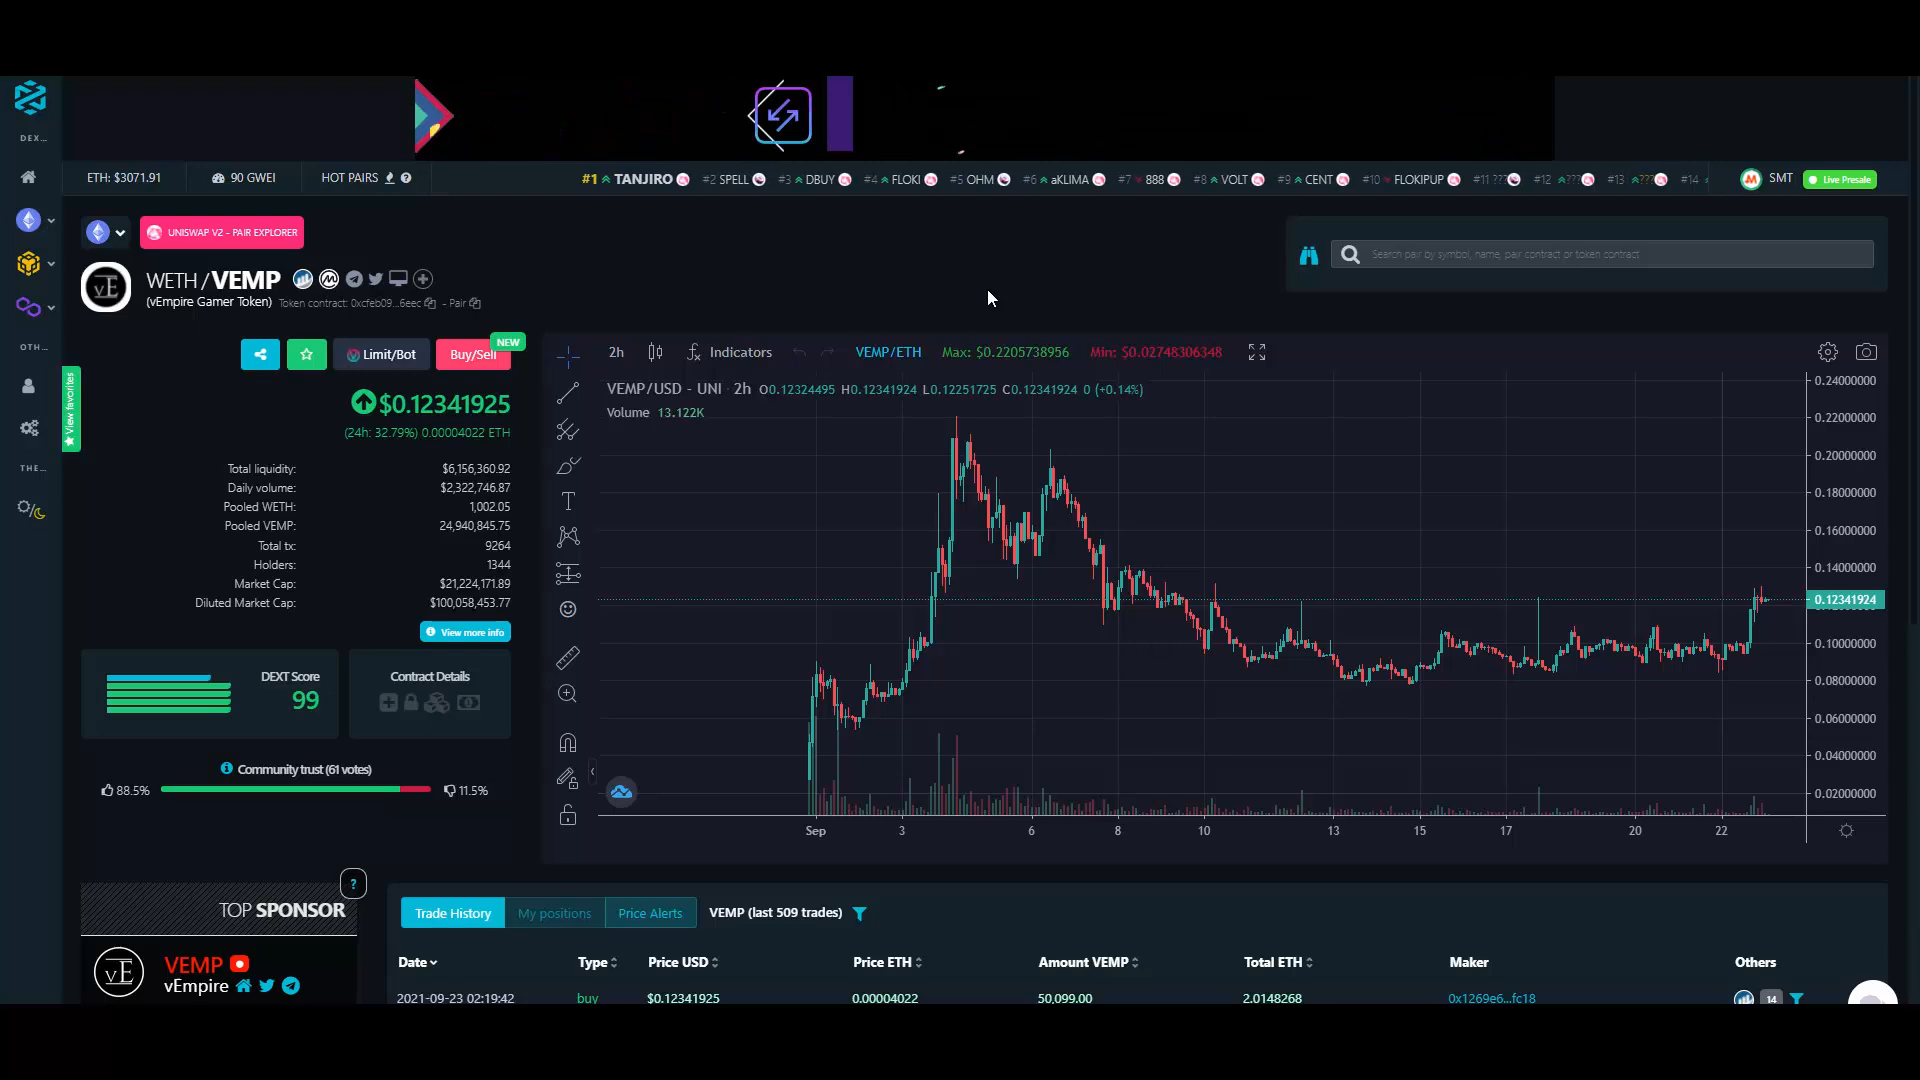 DEX...
ETH: $3071.91
90 GWEI
HOT PAIRS
#1 TANJIRO #2 SPELL #3 DBUY #4 FLOKI #5 OHM #6 aKLIMA #7 888 #8 VOLT #9 CENT #10 FLOKIPUP #11 ??? #12 ??? #13 ??? #14
SMT
Live Presale
UNISWAP V2 - PAIR EXPLORER
Search pair by symbol, name, pair contract or token contract
WETH / VEMP
(vEmpire Gamer Token) Token contract: 0xcfeb09...6eec - Pair
OTH...
THE...
View favorites
NEW
Limit/Bot
Buy/Sell
$0.12341925
(24h: 32.79%) 0.00004022 ETH
Total liquidity: $6,156,360.92
Daily volume: $2,322,746.87
Pooled WETH: 1,002.05
Pooled VEMP: 24,940,845.75
Total tx: 9264
Holders: 1344
Market Cap: $21,224,171.89
Diluted Market Cap: $100,058,453.77
View more info
DEXT Score
99
Contract Details
Community trust (61 votes)
88.5%
11.5%
2h
Indicators
VEMP/ETH
Max: $0.2205738956
Min: $0.02748306348
VEMP/USD - UNI 2h O0.12324495 H0.12341924 L0.12251725 C0.12341924 0 (+0.14%)
Volume 13.122K
0.24000000
0.22000000
0.20000000
0.18000000
0.16000000
0.14000000
0.12341924
0.10000000
0.08000000
0.06000000
0.04000000
0.02000000
Sep 3 6 8 10 13 15 17 20 22
TOP SPONSOR
?
VEMP
vEmpire
Trade History
My positions
Price Alerts
VEMP (last 509 trades)
Date Type Price USD Price ETH Amount VEMP Total ETH Maker Others
2021-09-23 02:19:42 buy $0.12341925 0.00004022 50,099.00 2.0148268 0x1269e6...fc18 14